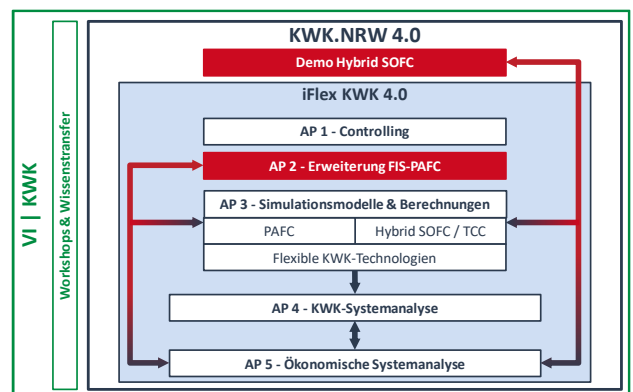 VI | KWK
Workshops & Wissenstransfer
KWK.NRW 4.0
Demo Hybrid SOFC
iFlex KWK 4.0
AP 1 - Controlling
AP 2 - Erweiterung FIS-PAFC
AP 3 - Simulationsmodelle & Berechnungen
PAFC
Hybrid SOFC / TCC
Flexible KWK-Technologien
AP 4 - KWK-Systemanalyse
AP 5 - Ökonomische Systemanalyse